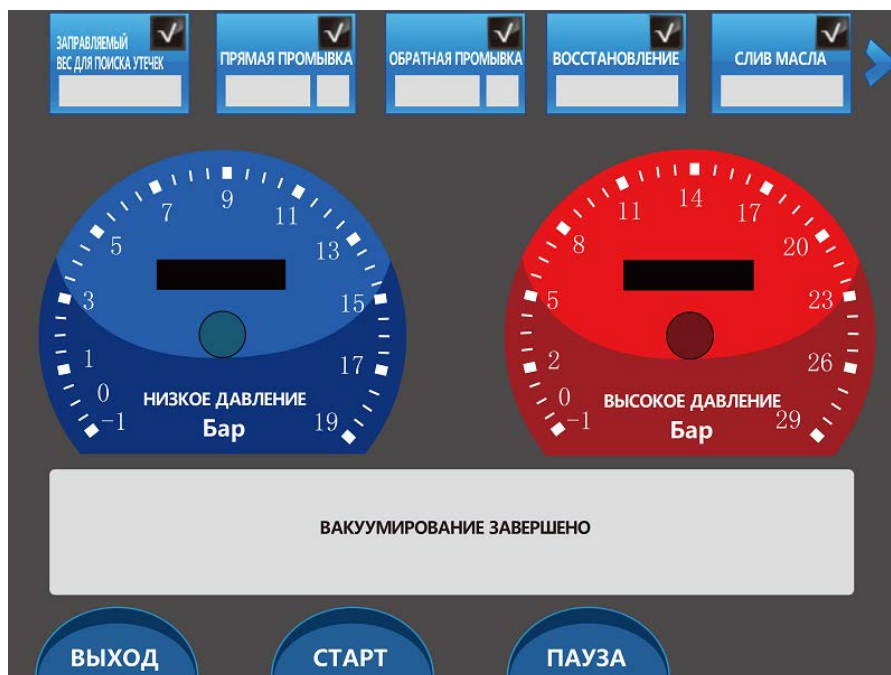 ЗАПРАВЛЯЕМЫЙ
ВЕС ДЛЯ ПОИСКА УТЕЧЕК
ПРЯМАЯ ПРОМЫВКА
ОБРАТНАЯ ПРОМЫВКА
ВОССТАНОВЛЕНИЕ
СЛИВ МАСЛА
-1
0
1
3
5
7
9
11
13
15
17
19
НИЗКОЕ ДАВЛЕНИЕ
Бар
-1
0
2
5
8
11
14
17
20
23
26
29
ВЫСОКОЕ ДАВЛЕНИЕ
Бар
ВАКУУМИРОВАНИЕ ЗАВЕРШЕНО
ВЫХОД
СТАРТ
ПАУЗА